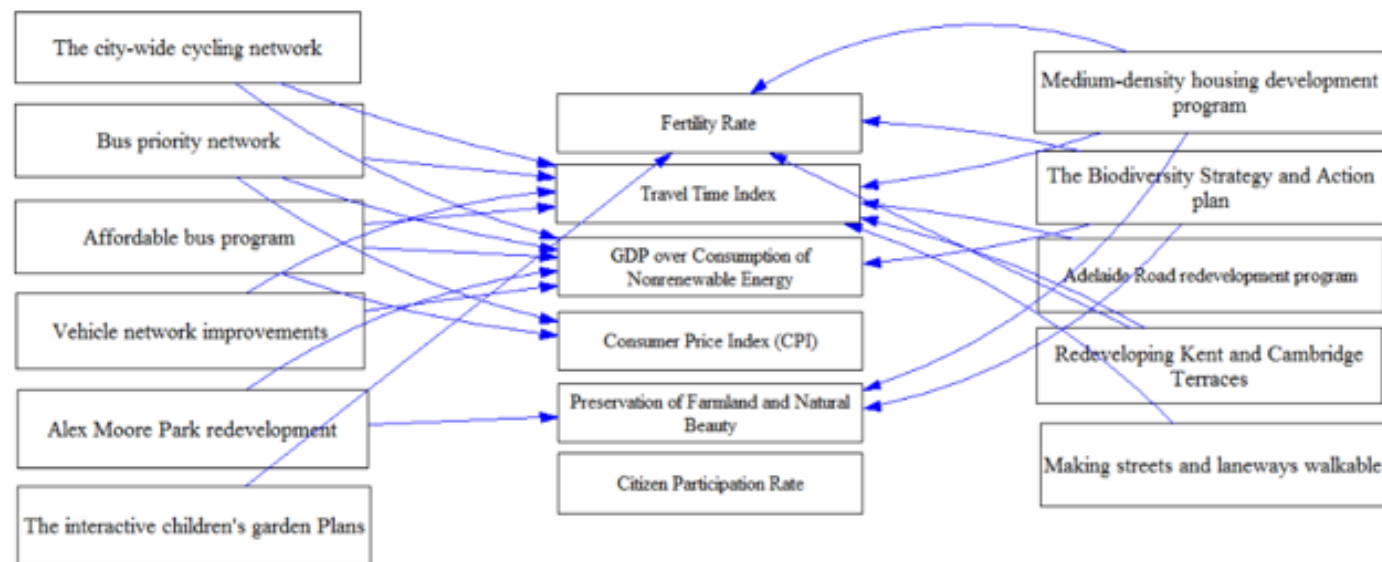 The city-wide cycling network
Bus priority network
Affordable bus program
Vehicle network improvements
Alex Moore Park redevelopment
The interactive children's garden Plans
Fertility Rate
Travel Time Index
GDP over Consumption of
Nonrenewable Energy
Consumer Price Index (CPI)
Preservation of Farmland and Natural
Beauty
Citizen Participation Rate
Medium-density housing development
program
The Biodiversity Strategy and Action
plan
Adelaide Road redevelopment program
Redeveloping Kent and Cambridge
Terraces
Making streets and laneways walkable